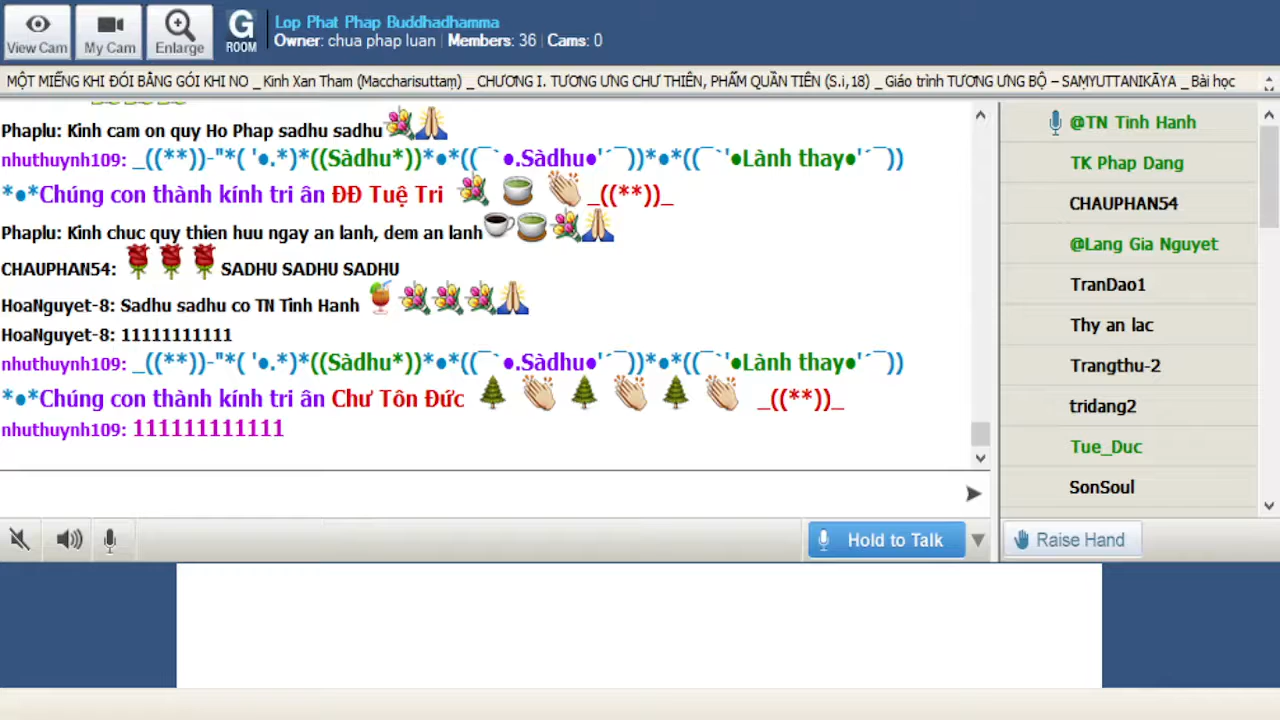 View Cam
My Cam
Enlarge
G
ROOM
Lop Phat Phap Buddhadhamma
Owner: chua phap luan | Members: 36 | Cams: 0
MỘT MIẾNG KHI ĐÓI BẰNG GÓI KHI NO _ Kinh Xan Tham (Maccharisuttaṃ) _ CHƯƠNG I. TƯƠNG ƯNG CHƯ THIÊN, PHẨM QUẦN TIÊN (S.i,18) _ Giáo trình TƯƠNG ƯNG BỘ – SAṂYUTTANIKĀYA _ Bài học
Phaplu: Kinh cam on quy Ho Phap sadhu sadhu
nhuthuynh109: _((**))-"*( '●.*)*((Sàdhu*))*●*((¯`●.Sàdhu●'´¯))*●*((¯`'●Lành thay●'´¯))
*●*Chúng con thành kính tri ân ĐĐ Tuệ Tri _((**))_
Phaplu: Kinh chuc quy thien huu ngay an lanh, dem an lanh
CHAUPHAN54: SADHU SADHU SADHU
HoaNguyet-8: Sadhu sadhu co TN Tinh Hanh
HoaNguyet-8: 11111111111
nhuthuynh109: _((**))-"*( '●.*)*((Sàdhu*))*●*((¯`●.Sàdhu●'´¯))*●*((¯`'●Lành thay●'´¯))
*●*Chúng con thành kính tri ân Chư Tôn Đức _((**))_
nhuthuynh109: 111111111111
@TN Tinh Hanh
TK Phap Dang
CHAUPHAN54
@Lang Gia Nguyet
TranDao1
Thy an lac
Trangthu-2
tridang2
Tue_Duc
SonSoul
Hold to Talk
Raise Hand